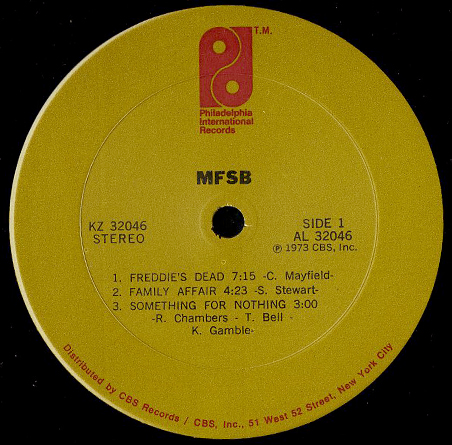 T.M.
Philadelphia
International
Records
MFSB
KZ 32046
STEREO
SIDE 1
AL 32046
℗ 1973 CBS, Inc.
1. FREDDIE'S DEAD 7:15 -C. Mayfield-
2. FAMILY AFFAIR 4:23 -S. Stewart-
3. SOMETHING FOR NOTHING 3:00
-R. Chambers - T. Bell -
K. Gamble-
Distributed by CBS Records / CBS, Inc., 51 West 52 Street, New York City